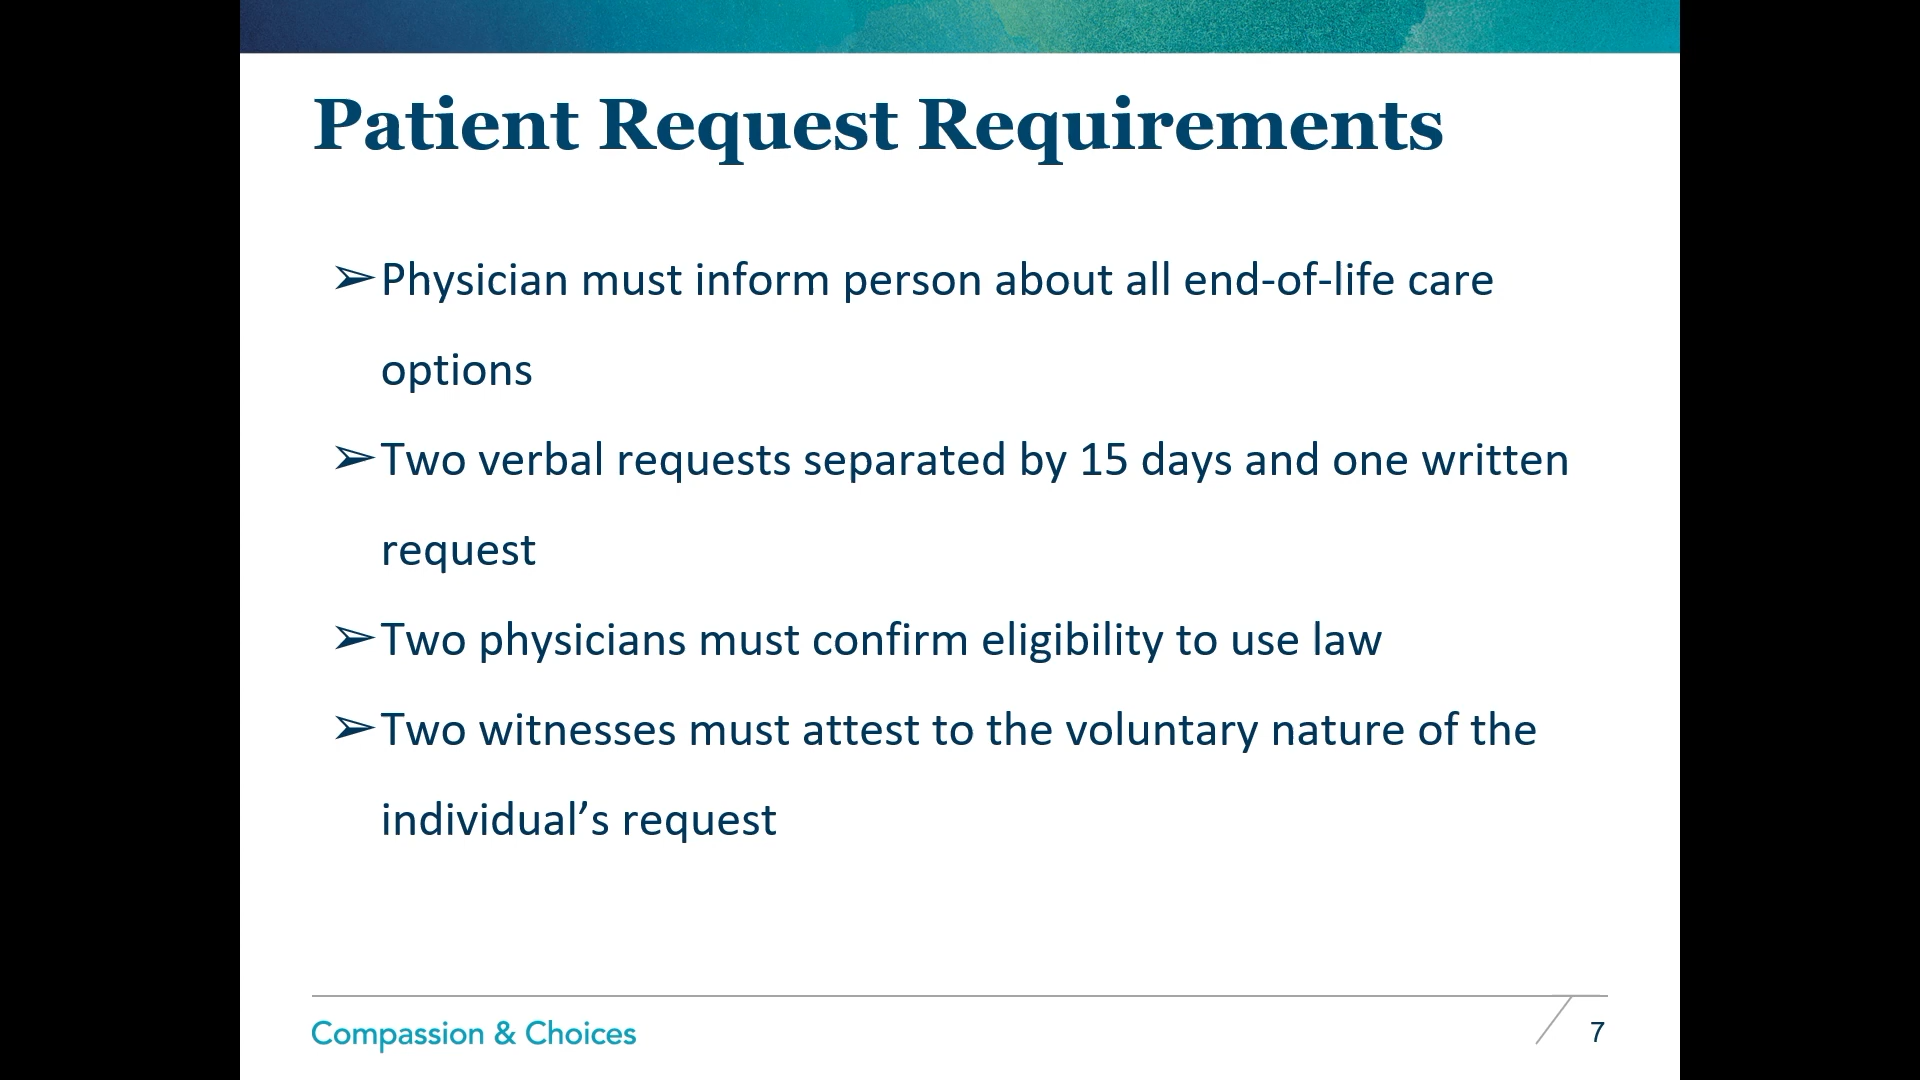 Patient Request Requirements
➢Physician must inform person about all end-of-life care
options
➢Two verbal requests separated by 15 days and one written
request
➢Two physicians must confirm eligibility to use law
➢Two witnesses must attest to the voluntary nature of the
individual’s request
Compassion & Choices
7